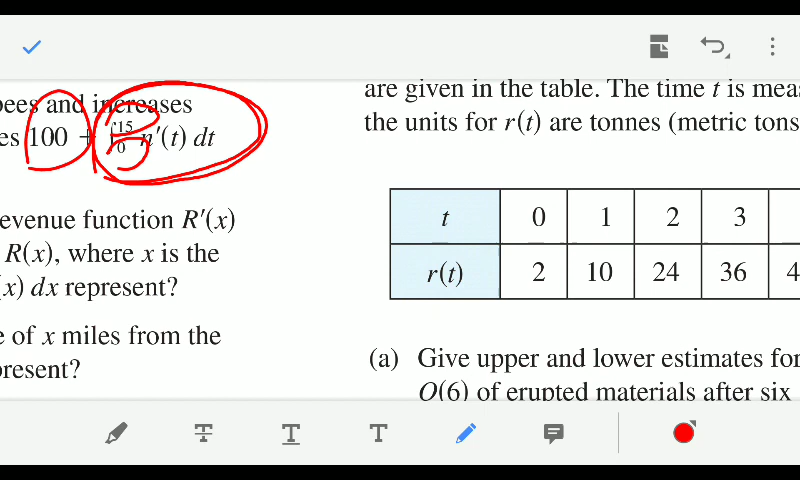 bees and increases
es 100 + ∫₀¹⁵ n′(t) dt
evenue function R′(x)
R(x), where x is the
(x) dx represent?
e of x miles from the
present?
are given in the table. The time t is meas
the units for r(t) are tonnes (metric tons
t 0 1 2 3
r(t) 2 10 24 36 4
(a) Give upper and lower estimates for
Q(6) of erupted materials after six
T T T